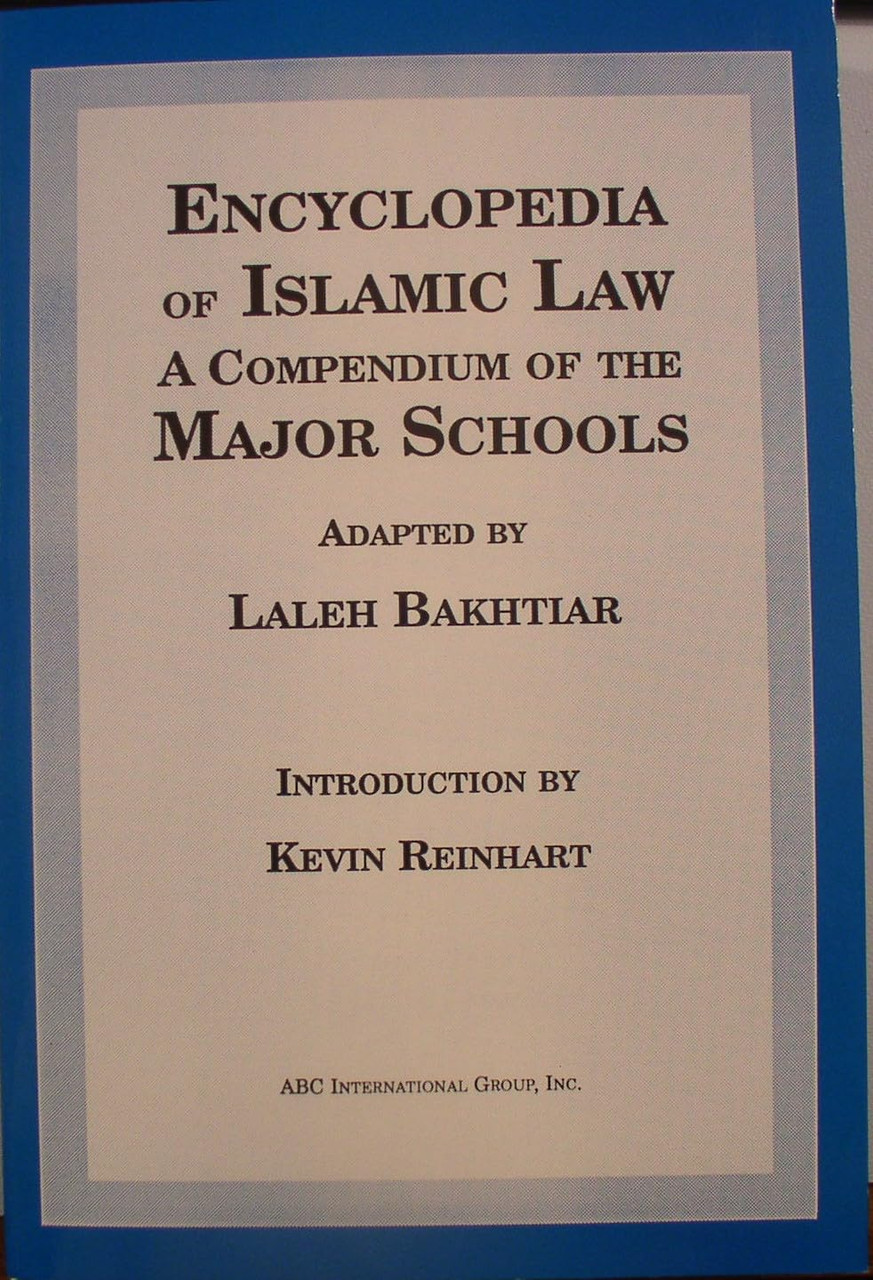 ENCYCLOPEDIA
OF ISLAMIC LAW
A COMPENDIUM OF THE
MAJOR SCHOOLS
ADAPTED BY
LALEH BAKHTIAR
INTRODUCTION BY
KEVIN REINHART
ABC INTERNATIONAL GROUP, INC.